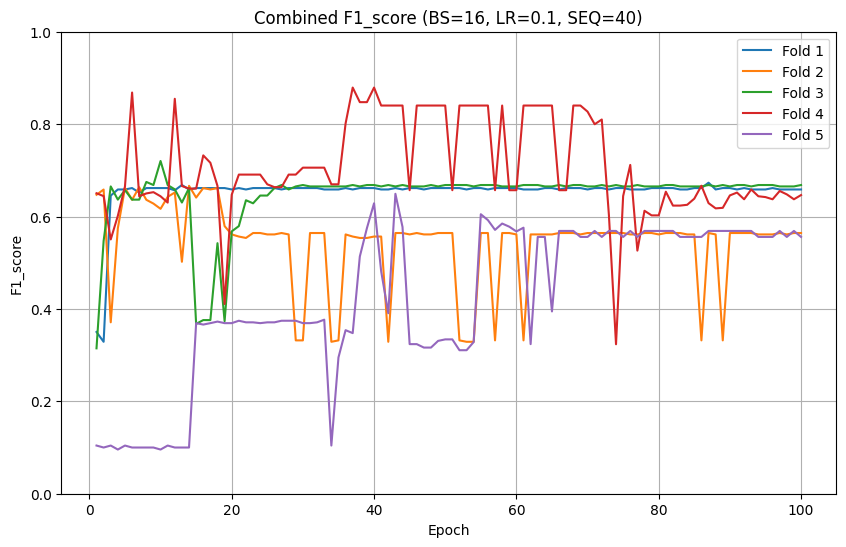 Combined F1_score (BS=16, LR=0.1, SEQ=40)
1.0
0.8
0.6
0.4
0.2
0.0
F1_score
Fold 1
Fold 2
Fold 3
Fold 4
Fold 5
0
20
40
60
80
100
Epoch